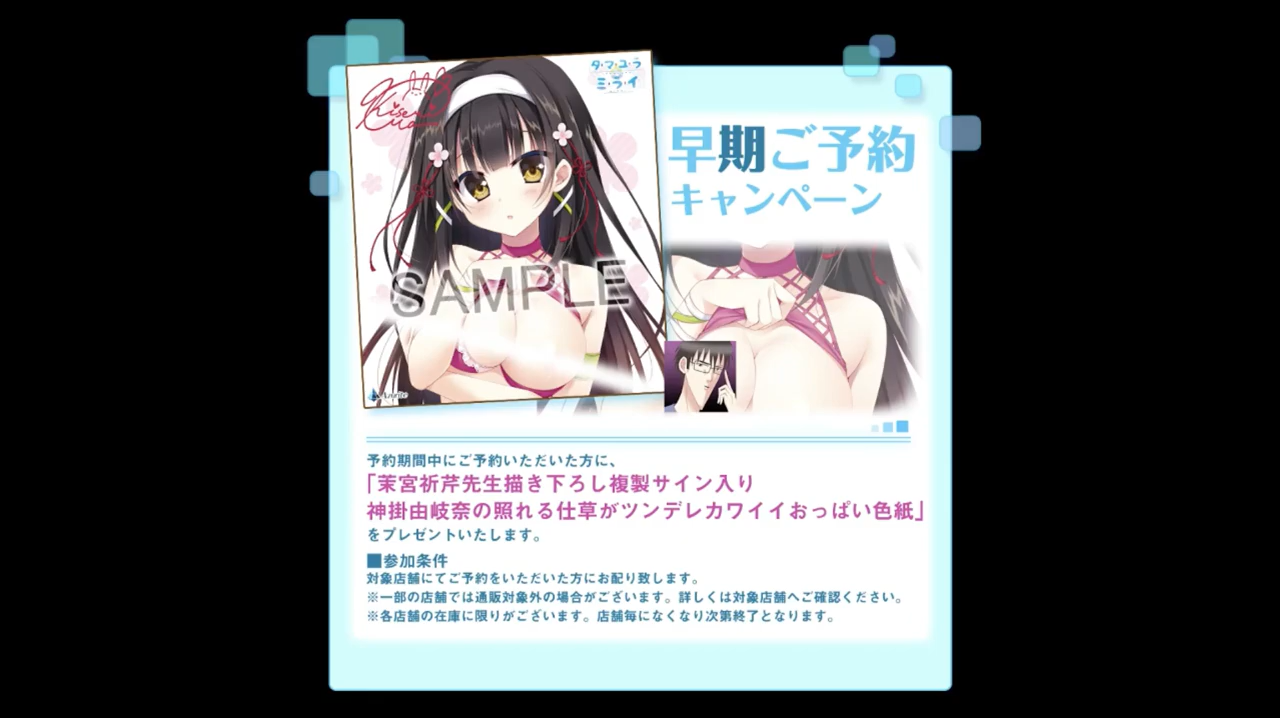 タ・マ・ユ・ラ
ミ・ラ・イ
早期ご予約
キャンペーン
SAMPLE
Azurite
予約期間中にご予約いただいた方に、
「茉宮祈芹先生描き下ろし複製サイン入り
神掛由岐奈の照れる仕草がツンデレカワイイおっぱい色紙」
をプレゼントいたします。
■参加条件
対象店舗にてご予約をいただいた方にお配り致します。
※一部の店舗では通販対象外の場合がございます。詳しくは対象店舗へご確認ください。
※各店舗の在庫に限りがございます。店舗毎になくなり次第終了となります。